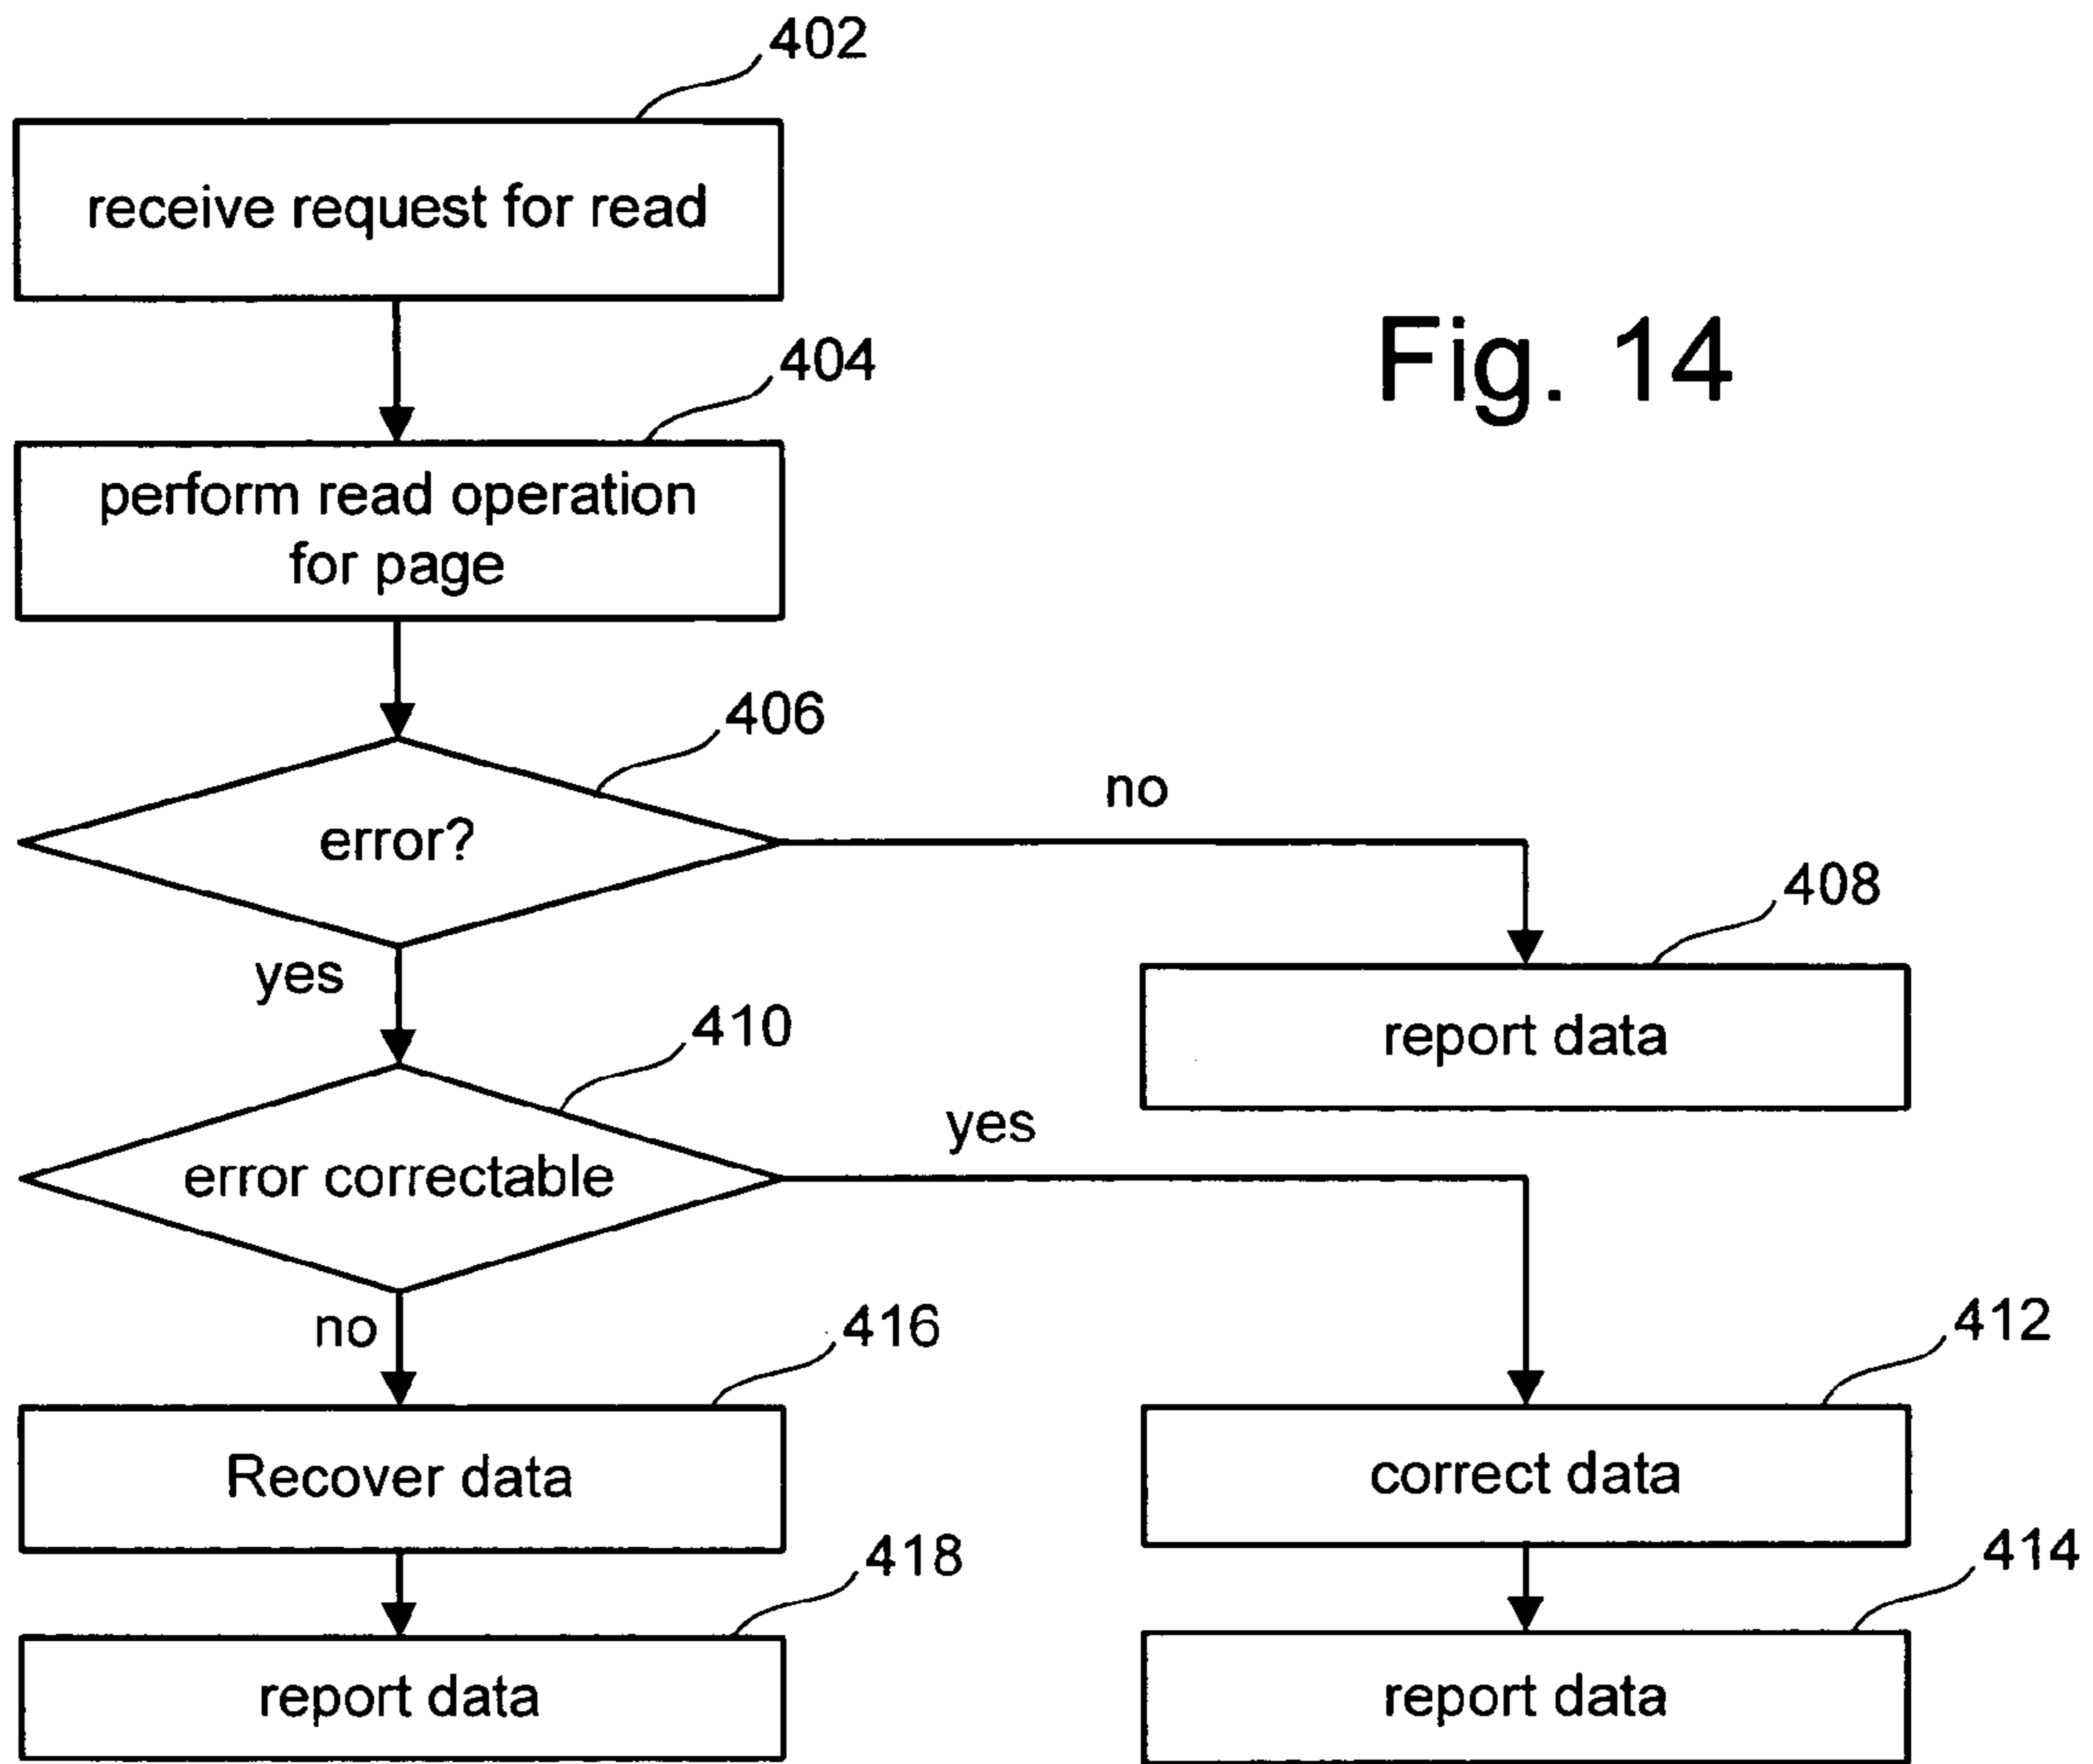 402
receive request for read
Fig. 14
404
perform read operation
for page
406
error?
no
408
yes
report data
410
error correctable
yes
no
416
412
Recover data
correct data
418
414
report data
report data